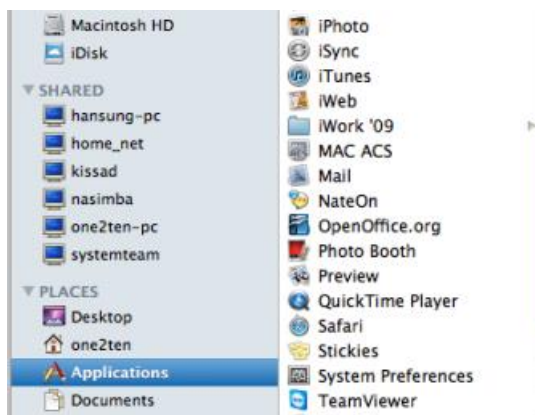 Macintosh HD
iDisk
SHARED
hansung-pc
home_net
kissad
nasimba
one2ten-pc
systemteam
PLACES
Desktop
one2ten
Applications
Documents
iPhoto
iSync
iTunes
iWeb
iWork '09
MAC ACS
Mail
NateOn
OpenOffice.org
Photo Booth
Preview
QuickTime Player
Safari
Stickies
System Preferences
TeamViewer